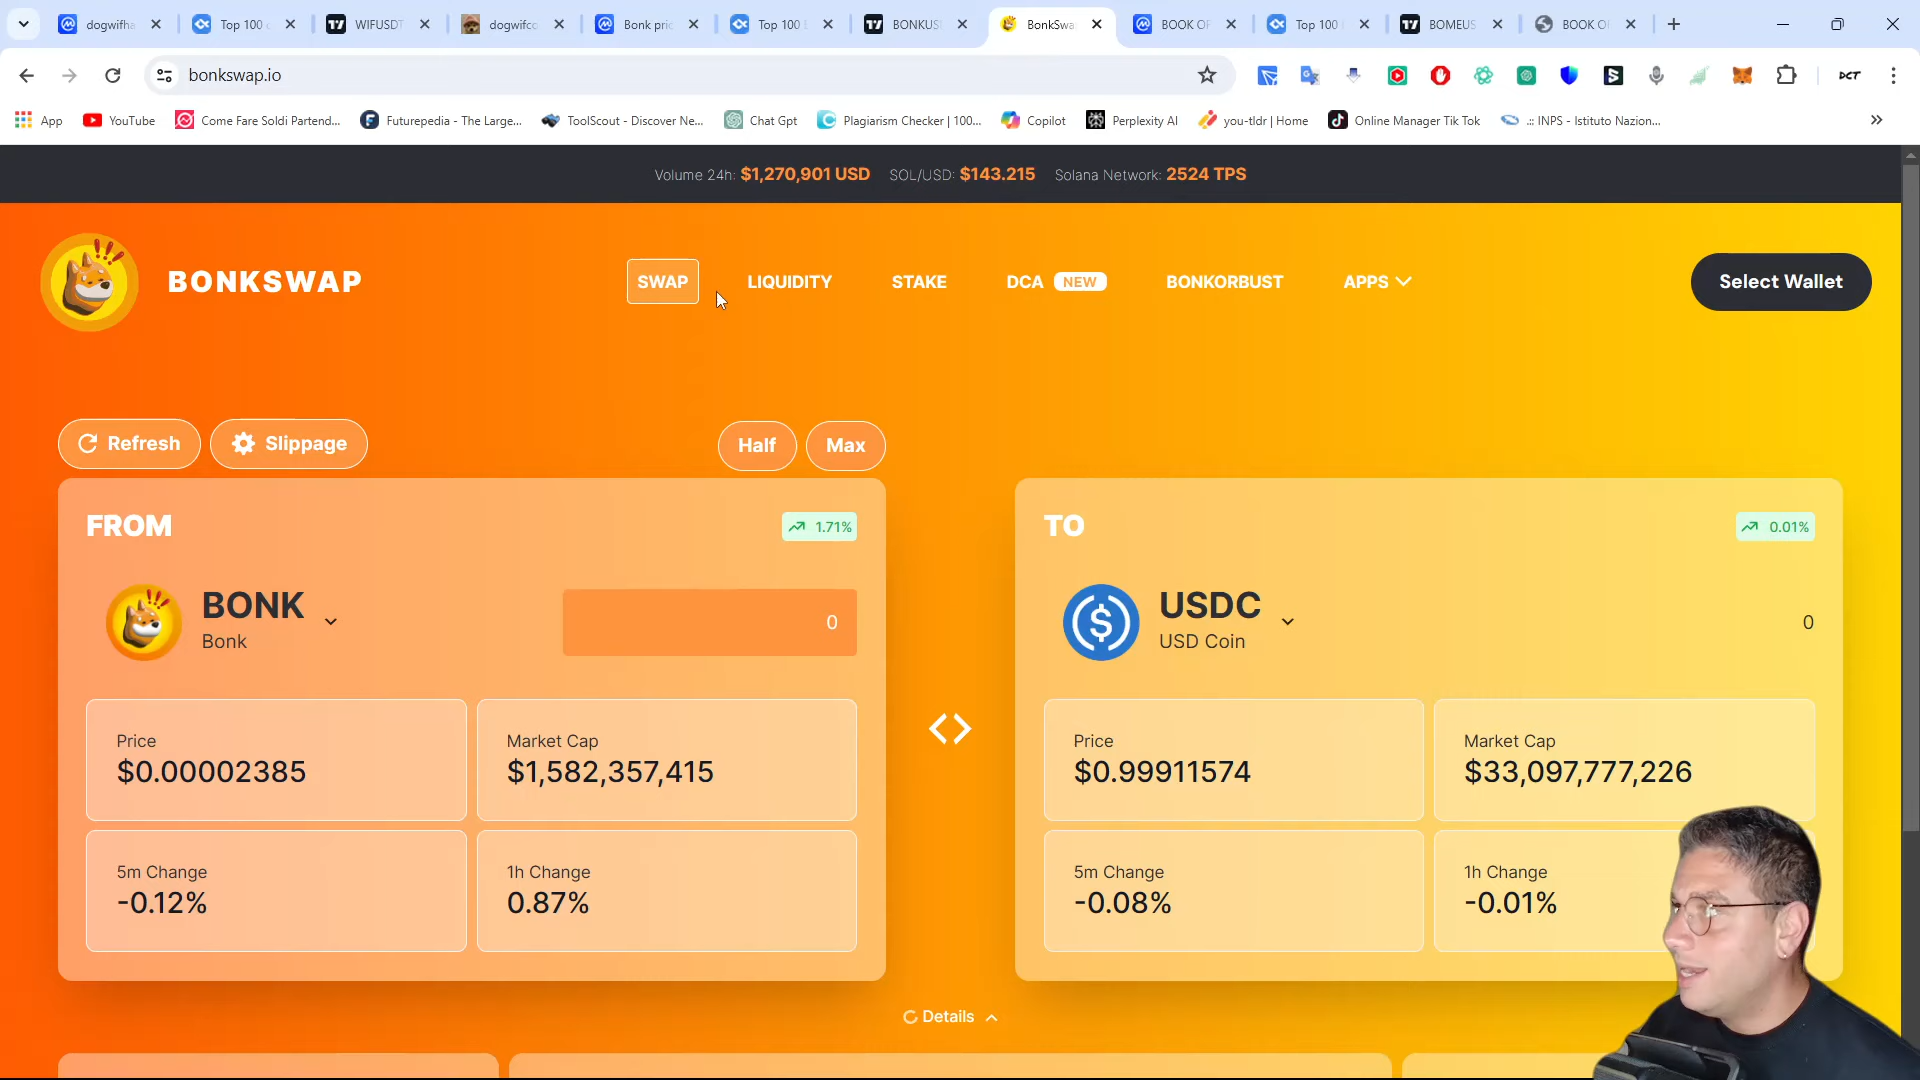 dogwifha
Top 100 c
WIFUSDT
dogwifco
Bonk pric
Top 100 B
BONKUS
BonkSwa
BOOK OF
Top 100
BOMEUS
BOOK O
bonkswap.io
DCT
App
YouTube
Come Fare Soldi Partend...
Futurepedia - The Large...
ToolScout - Discover Ne...
Chat Gpt
Plagiarism Checker | 100...
Copilot
Perplexity AI
you-tldr | Home
Online Manager Tik Tok
.:: INPS - Istituto Nazion...
Volume 24h: $1,270,901 USD SOL/USD: $143.215 Solana Network: 2524 TPS
BONKSWAP
SWAP
LIQUIDITY
STAKE
DCA NEW
BONKORBUST
APPS
Select Wallet
Refresh
Slippage
Half
Max
FROM
1.71%
BONK
Bonk
0
Price
$0.00002385
Market Cap
$1,582,357,415
5m Change
-0.12%
1h Change
0.87%
TO
0.01%
USDC
USD Coin
0
Price
$0.99911574
Market Cap
$33,097,777,226
5m Change
-0.08%
1h Change
-0.01%
Details